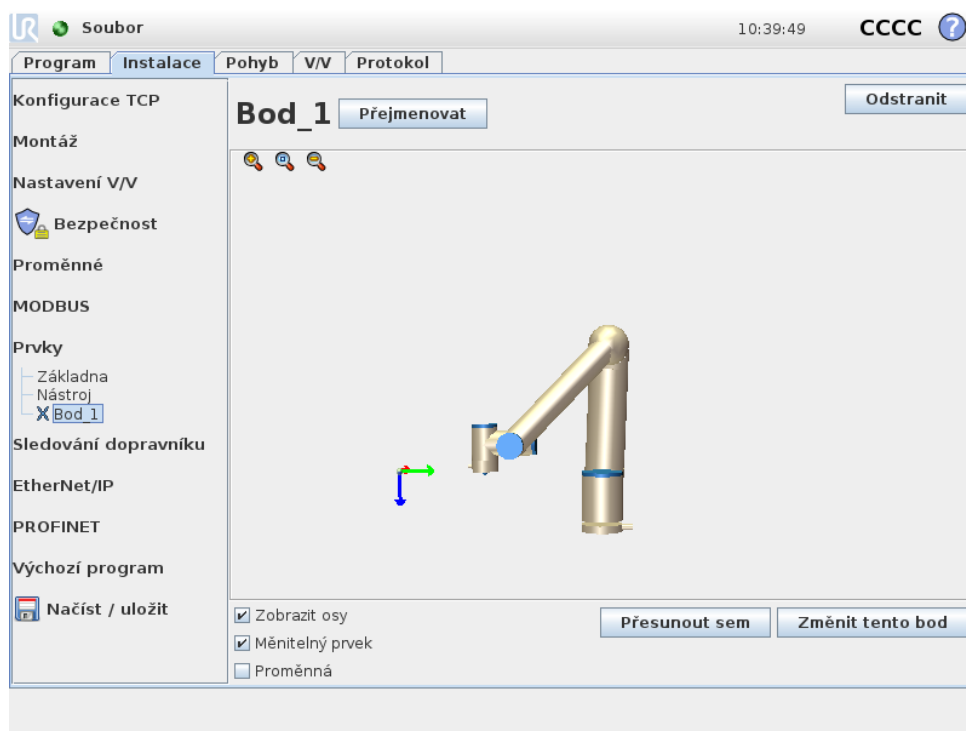 UR Soubor 10:39:49 CCCC ?
Program Instalace Pohyb V/V Protokol
Konfigurace TCP
Montáž
Nastavení V/V
Bezpečnost
Proměnné
MODBUS
Prvky
Základna
Nástroj
Bod_1
Sledování dopravníku
EtherNet/IP
PROFINET
Výchozí program
Načíst / uložit
Bod_1 Přejmenovat Odstranit
Zobrazit osy
Měnitelný prvek
Proměnná
Přesunout sem Změnit tento bod